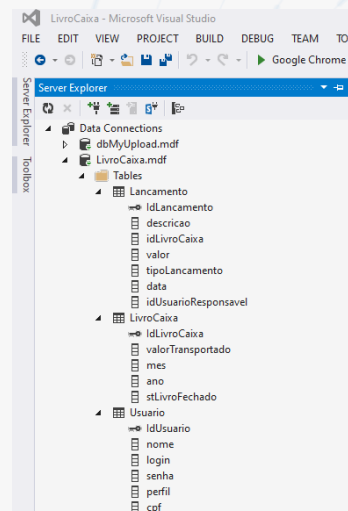 LivroCaixa - Microsoft Visual Studio
FILE EDIT VIEW PROJECT BUILD DEBUG TEAM TO
Google Chrome
Server Explorer
Toolbox
Server Explorer
Data Connections
dbMyUpload.mdf
LivroCaixa.mdf
Tables
Lancamento
IdLancamento
descricao
idLivroCaixa
valor
tipoLancamento
data
idUsuarioResponsavel
LivroCaixa
IdLivroCaixa
valorTransportado
mes
ano
stLivroFechado
Usuario
IdUsuario
nome
login
senha
perfil
cpf